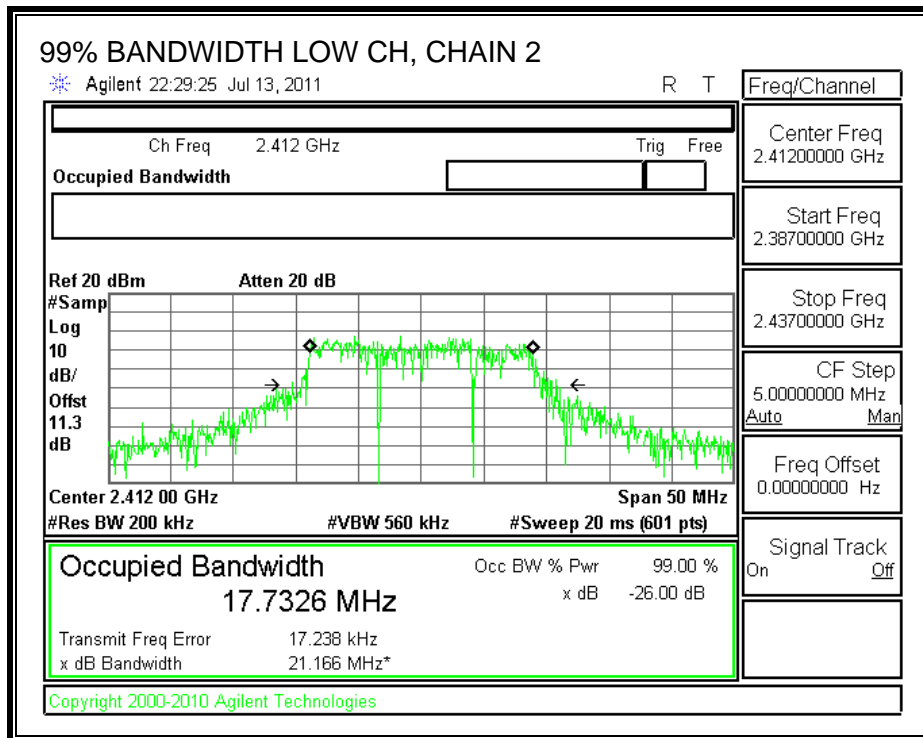 99% BANDWIDTH LOW CH, CHAIN 2
Agilent 22:29:25 Jul 13, 2011 R T
Ch Freq 2.412 GHz Trig Free
Occupied Bandwidth
Ref 20 dBm Atten 20 dB
#Samp
Log
10
dB/
Offst
11.3
dB
Center 2.412 00 GHz Span 50 MHz
#Res BW 200 kHz #VBW 560 kHz #Sweep 20 ms (601 pts)
Occupied Bandwidth Occ BW % Pwr 99.00 %
17.7326 MHz x dB -26.00 dB
Transmit Freq Error 17.238 kHz
x dB Bandwidth 21.166 MHz*
Copyright 2000-2010 Agilent Technologies
Freq/Channel
Center Freq
2.41200000 GHz
Start Freq
2.38700000 GHz
Stop Freq
2.43700000 GHz
CF Step
5.00000000 MHz
Auto Man
Freq Offset
0.00000000 Hz
Signal Track
On Off